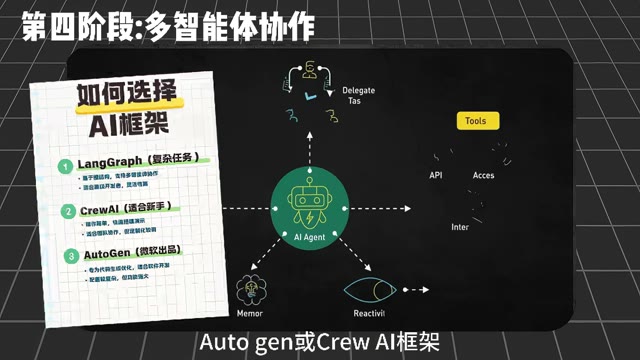 第四阶段:多智能体协作
如何选择
AI框架
1 LangGraph（复杂任务）
2 CrewAI（适合新手）
3 AutoGen（微软出品）
Delegate
Tas
Tools
API
Acces
Inter
AI Agent
Memor
Reactivit
Auto gen或Crew AI框架